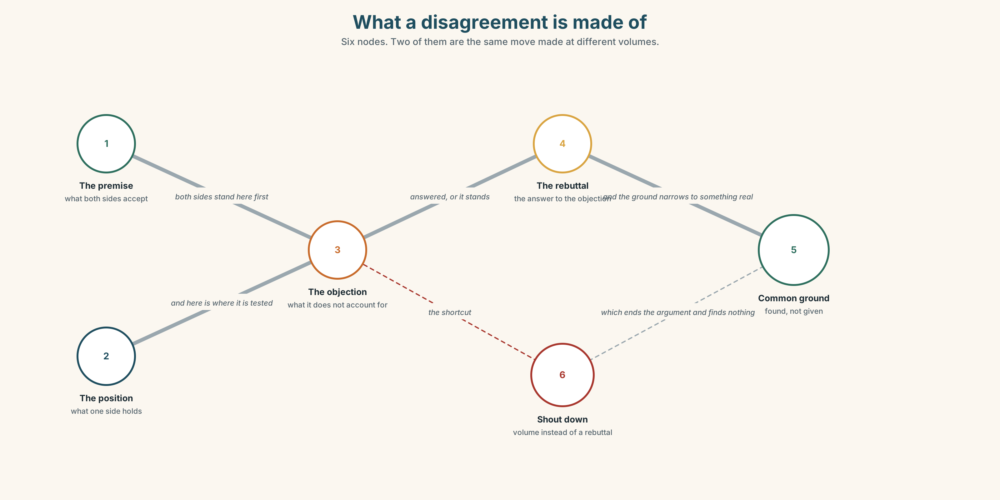 What a disagreement is made of
Six nodes. Two of them are the same move made at different volumes.
1
The premise
what both sides accept
both sides stand here first
2
The position
what one side holds
and here is where it is tested
3
The objection
what it does not account for
answered, or it stands
the shortcut
4
The rebuttal
the answer to the objection
and the ground narrows to something real
5
Common ground
found, not given
which ends the argument and finds nothing
6
Shout down
volume instead of a rebuttal